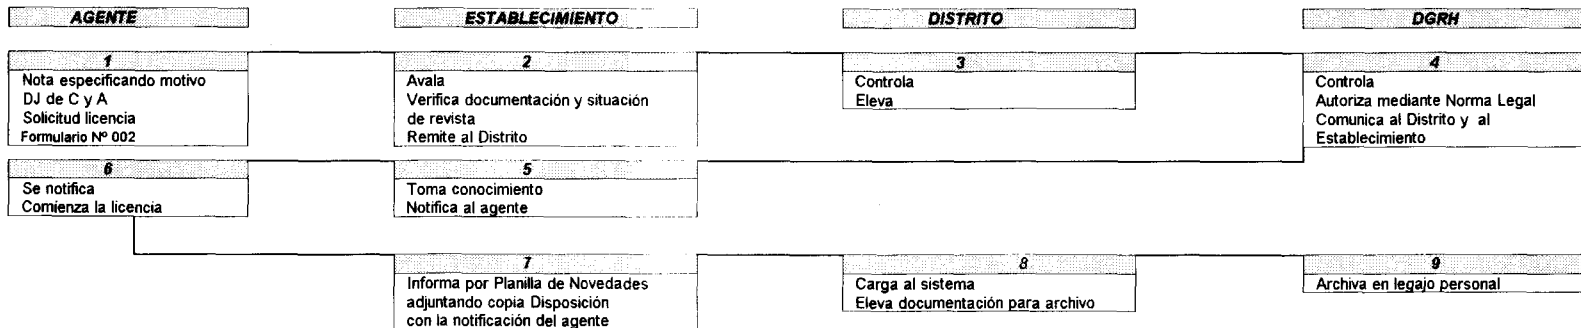 AGENTE
ESTABLECIMIENTO
DISTRITO
DGRH
1
Nota especificando motivo
DJ de C y A
Solicitud licencia
Formulario Nº 002
2
Avala
Verifica documentación y situación
de revista
Remite al Distrito
3
Controla
Eleva
4
Controla
Autoriza mediante Norma Legal
Comunica al Distrito y al
Establecimiento
6
Se notifica
Comienza la licencia
5
Toma conocimiento
Notifica al agente
7
Informa por Planilla de Novedades
adjuntando copia Disposición
con la notificación del agente
8
Carga al sistema
Eleva documentación para archivo
9
Archiva en legajo personal